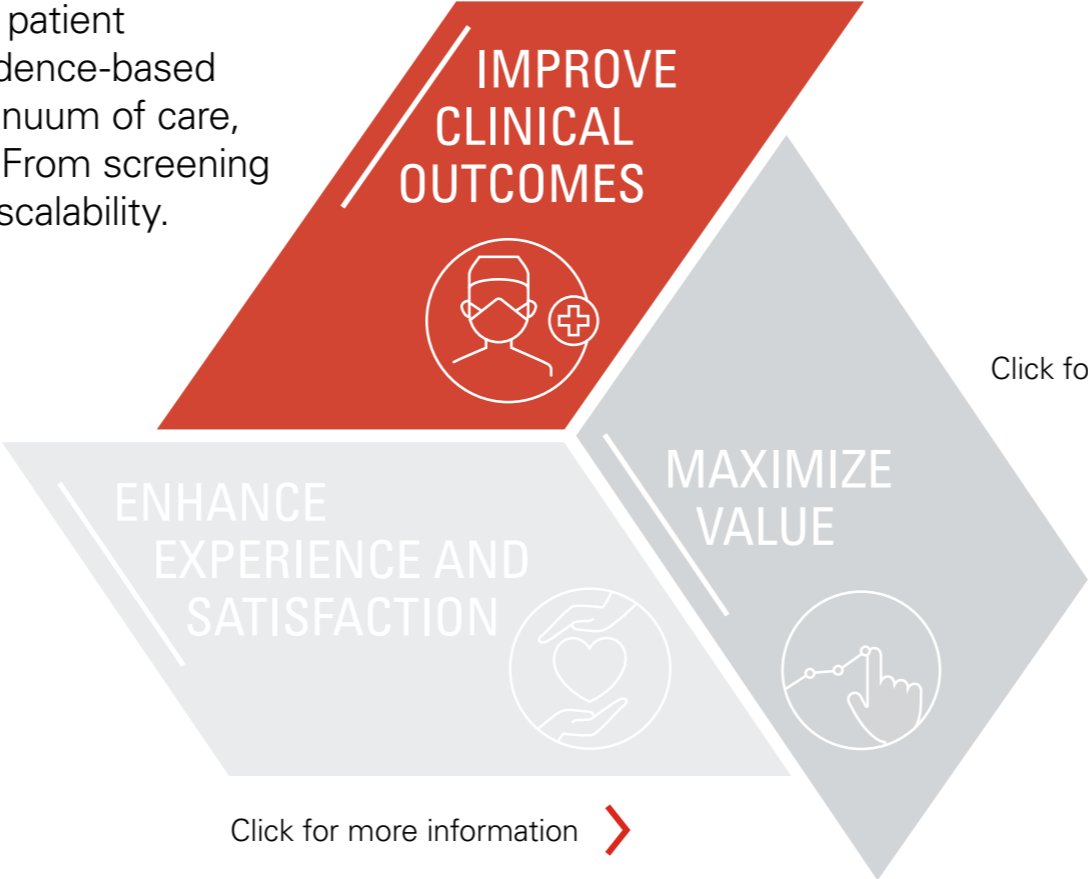 patient
dence-based
nuum of care,
From screening
scalability.
IMPROVE
CLINICAL
OUTCOMES
Click fo
MAXIMIZE
VALUE
ENHANCE
EXPERIENCE AND
SATISFACTION
Click for more information